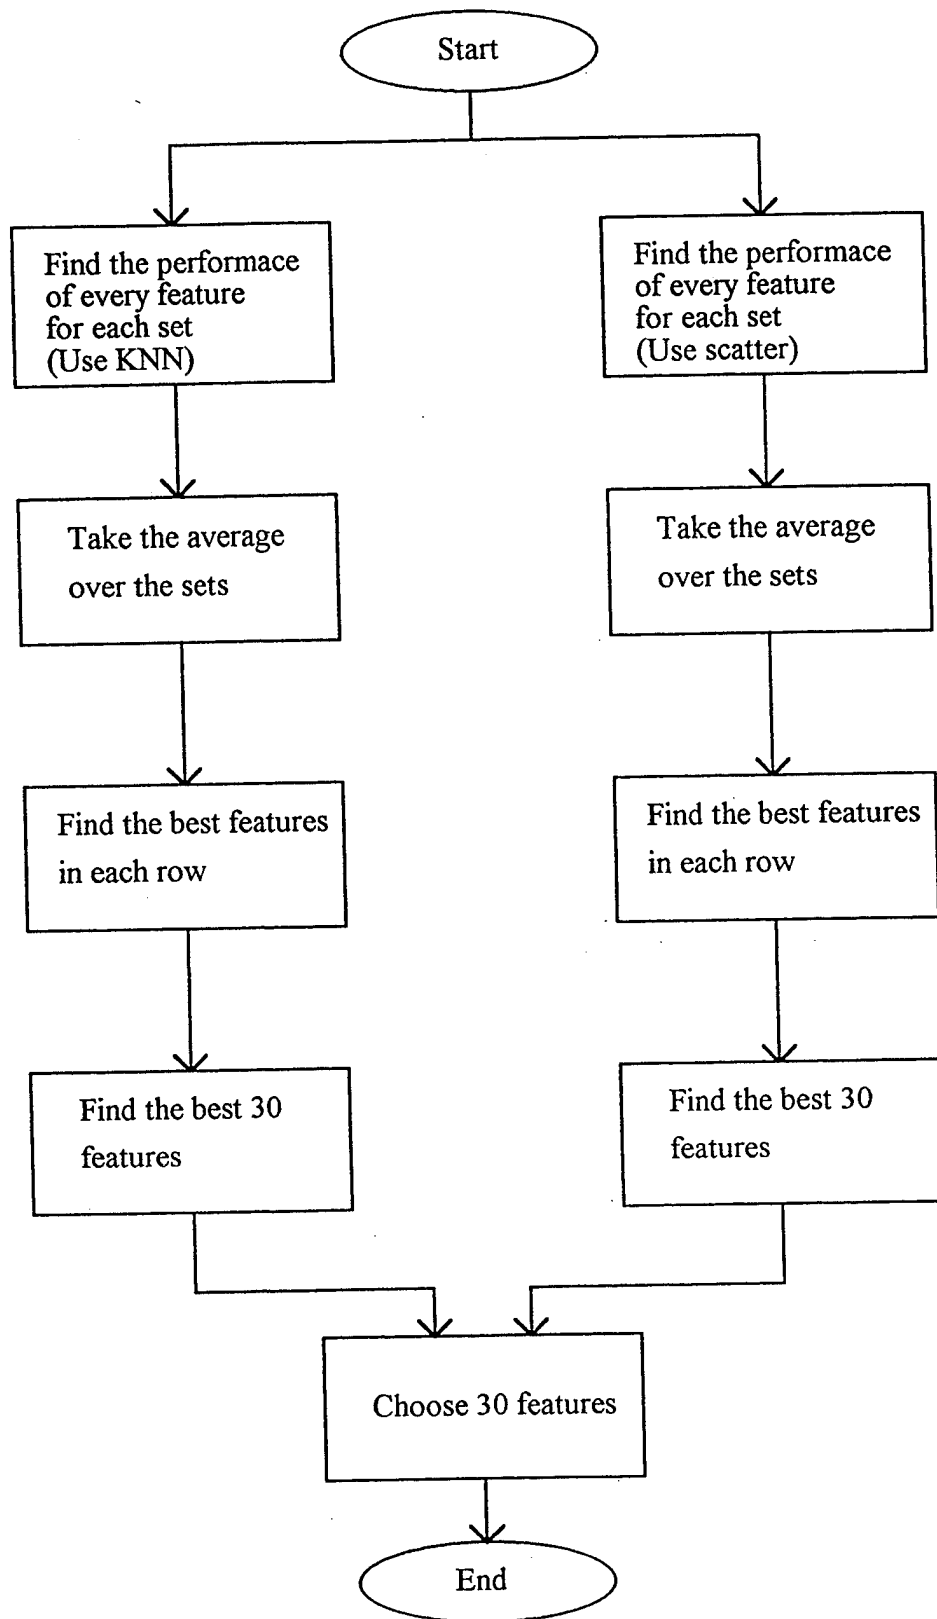 Start
Find the performace
of every feature
for each set
(Use KNN)
Find the performace
of every feature
for each set
(Use scatter)
Take the average
over the sets
Take the average
over the sets
Find the best features
in each row
Find the best features
in each row
Find the best 30
features
Find the best 30
features
Choose 30 features
End